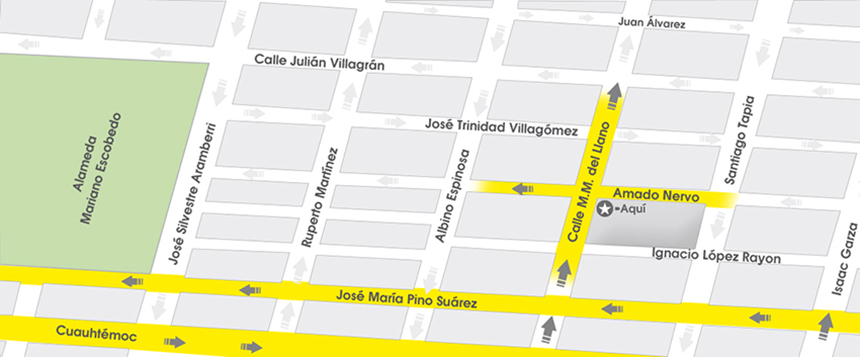 Juan Álvarez
Calle Julián Villagrán
Alameda
Mariano Escobedo
José Silvestre Aramberri
Ruperto Martínez
José Trinidad Villagómez
Albino Espinosa
Calle M.M. del Llano
Santiago Tapia
Amado Nervo
Aquí
Ignacio López Rayon
Isaac Garza
José María Pino Suárez
Cuauhtémoc